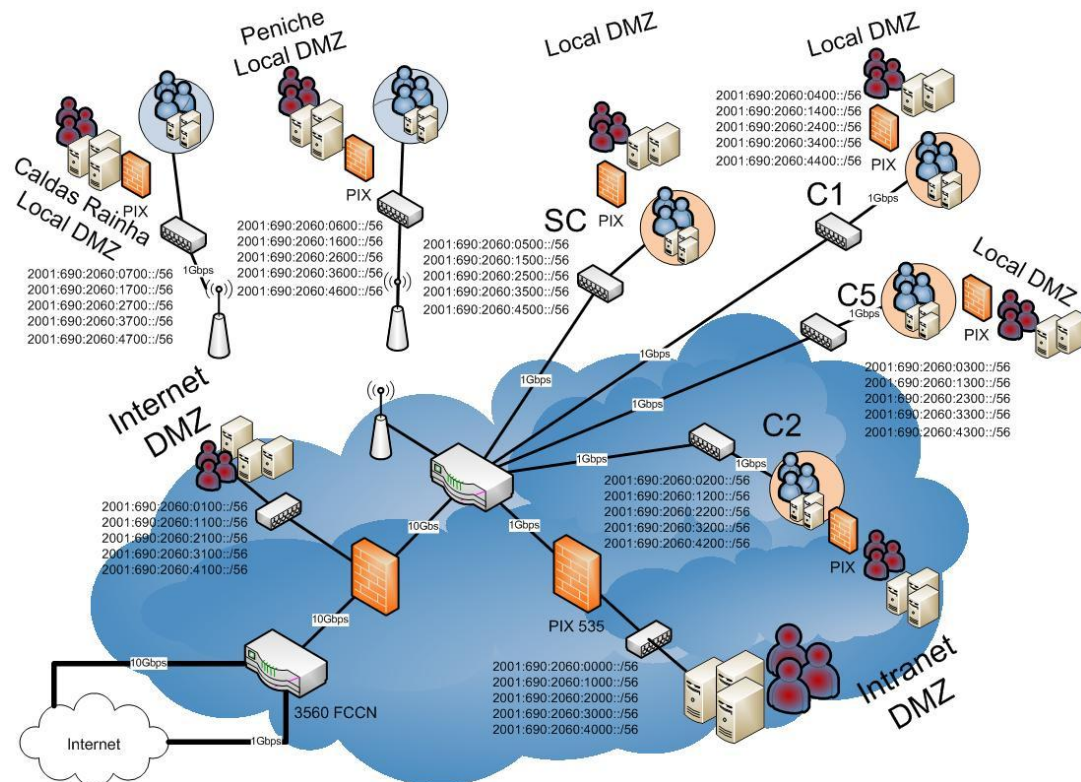 Peniche
Local DMZ
Local DMZ
Local DMZ
2001:690:2060:0400::/56
2001:690:2060:1400::/56
2001:690:2060:2400::/56
2001:690:2060:3400::/56
2001:690:2060:4400::/56
PIX
1Gbps
C1
Caldas Rainha
Local DMZ
PIX
1Gbps
2001:690:2060:0700::/56
2001:690:2060:1700::/56
2001:690:2060:2700::/56
2001:690:2060:3700::/56
2001:690:2060:4700::/56
PIX
2001:690:2060:0600::/56
2001:690:2060:1600::/56
2001:690:2060:2600::/56
2001:690:2060:3600::/56
2001:690:2060:4600::/56
SC
PIX
2001:690:2060:0500::/56
2001:690:2060:1500::/56
2001:690:2060:2500::/56
2001:690:2060:3500::/56
2001:690:2060:4500::/56
C5
1Gbps
PIX
Local DMZ
2001:690:2060:0300::/56
2001:690:2060:1300::/56
2001:690:2060:2300::/56
2001:690:2060:3300::/56
2001:690:2060:4300::/56
1Gbps
1Gbps
1Gbps
1Gbps
C2
1Gbps
2001:690:2060:0200::/56
2001:690:2060:1200::/56
2001:690:2060:2200::/56
2001:690:2060:3200::/56
2001:690:2060:4200::/56
PIX
Internet
DMZ
2001:690:2060:0100::/56
2001:690:2060:1100::/56
2001:690:2060:2100::/56
2001:690:2060:3100::/56
2001:690:2060:4100::/56
10Gbs
1Gbps
PIX 535
10Gbps
2001:690:2060:0000::/56
2001:690:2060:1000::/56
2001:690:2060:2000::/56
2001:690:2060:3000::/56
2001:690:2060:4000::/56
Intranet
DMZ
10Gbps
3560 FCCN
Internet
1Gbps